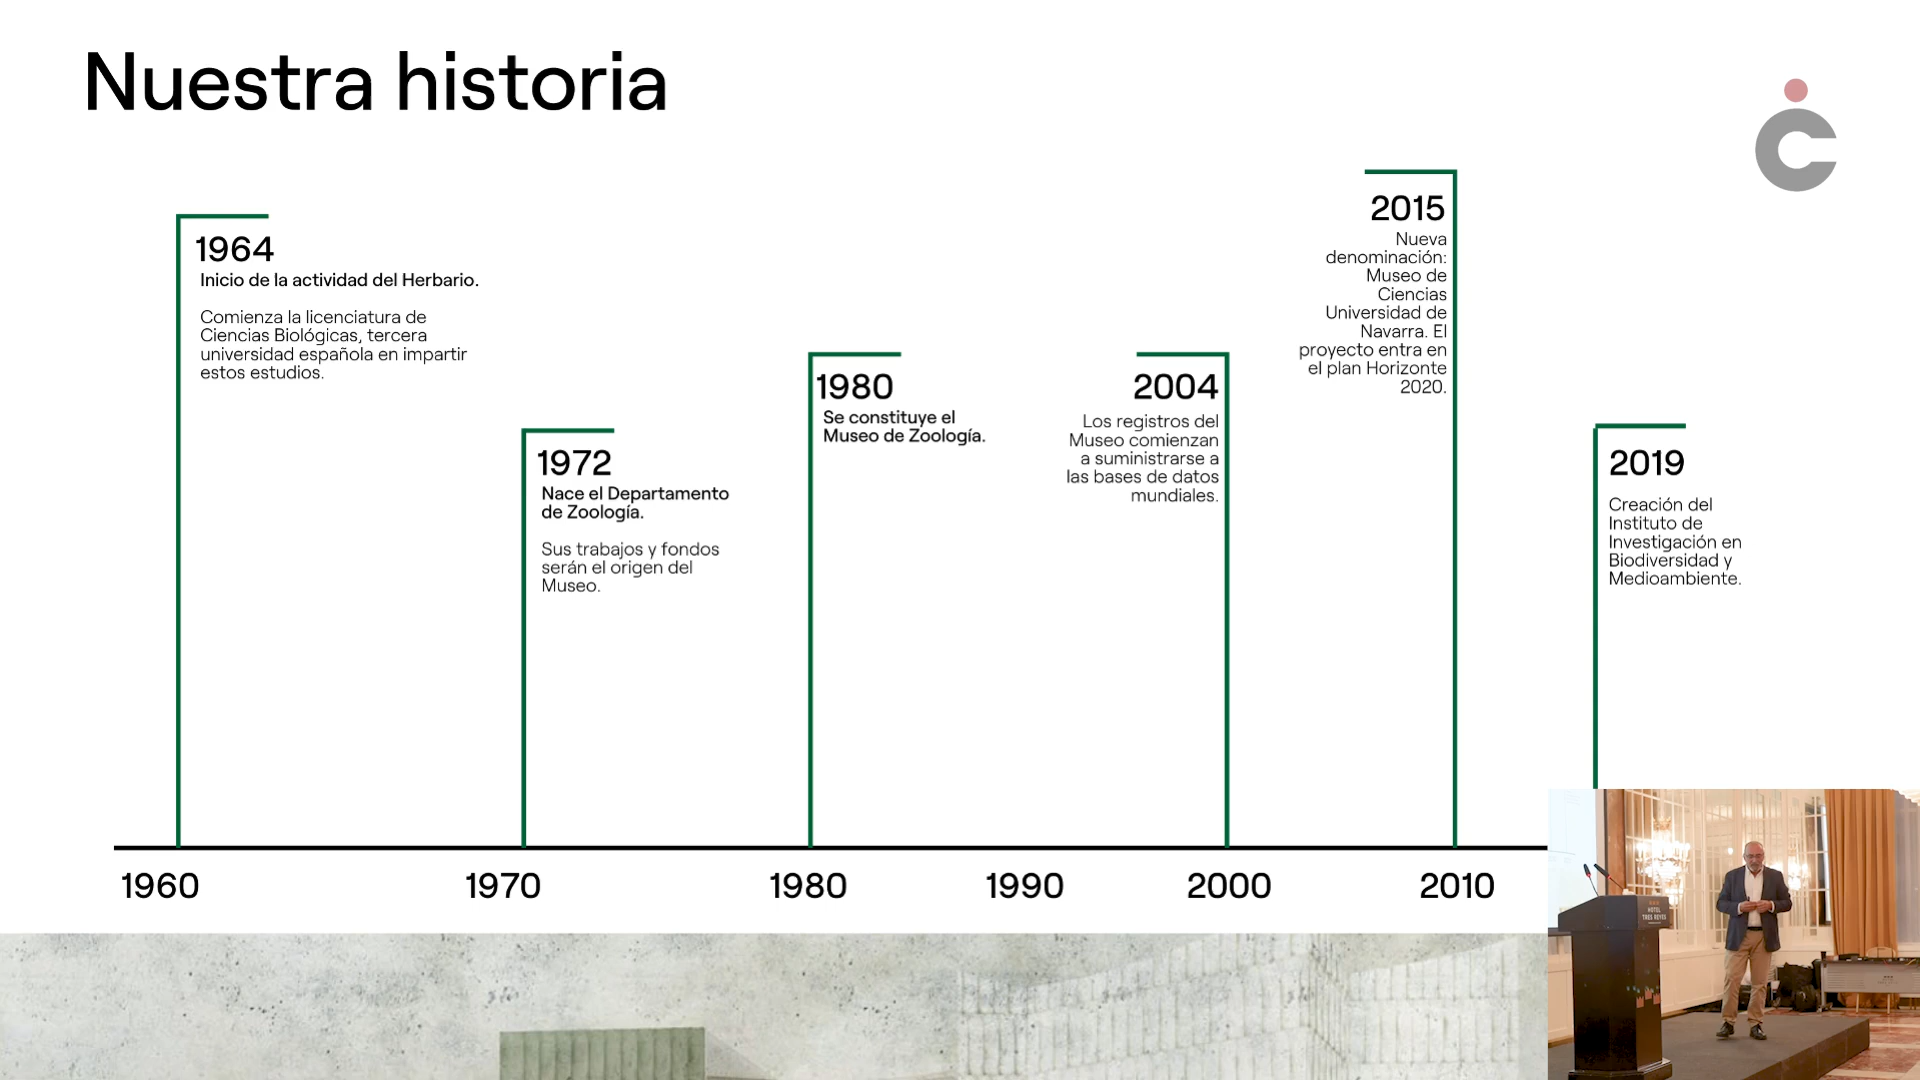 Nuestra historia
1964
Inicio de la actividad del Herbario.
Comienza la licenciatura de
Ciencias Biológicas, tercera
universidad española en impartir
estos estudios.
1972
Nace el Departamento
de Zoología.
Sus trabajos y fondos
serán el origen del
Museo.
1980
Se constituye el
Museo de Zoología.
2004
Los registros del
Museo comienzan
a suministrarse a
las bases de datos
mundiales.
2015
Nueva
denominación:
Museo de
Ciencias
Universidad de
Navarra. El
proyecto entra en
el plan Horizonte
2020.
2019
Creación del
Instituto de
Investigación en
Biodiversidad y
Medioambiente.
1960
1970
1980
1990
2000
2010
HOTEL
TRES REYES